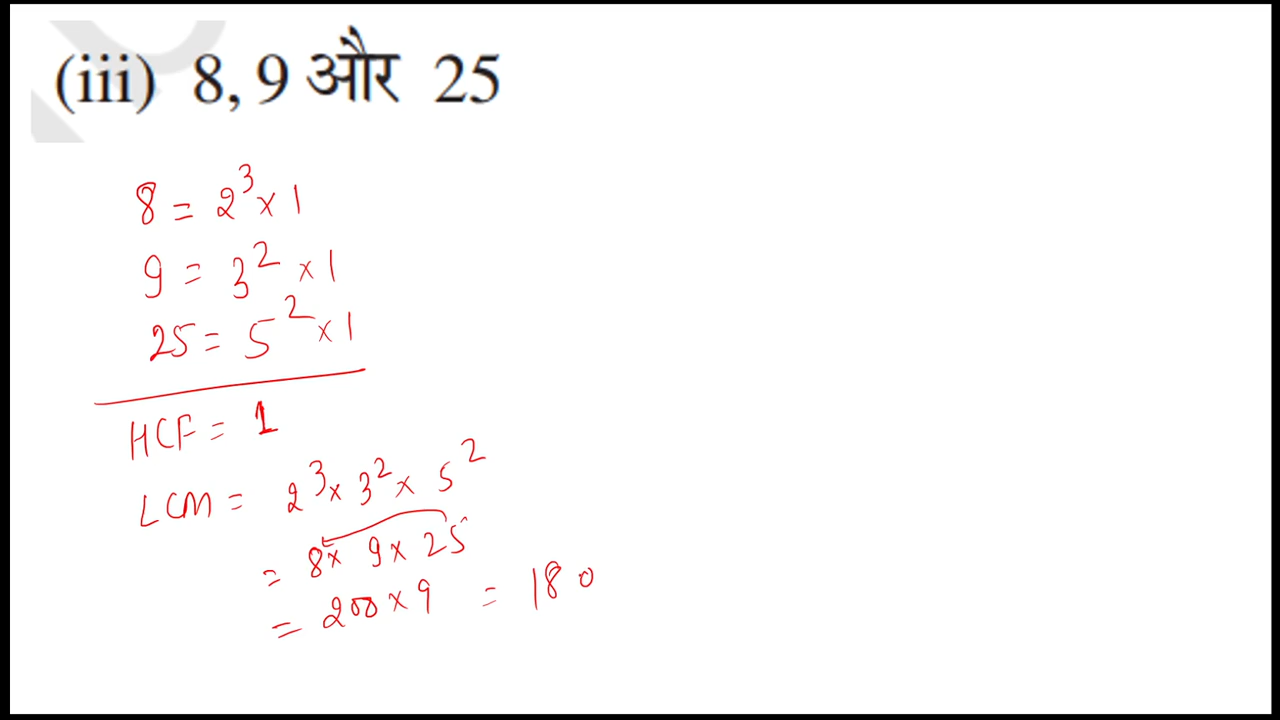 (iii) 8, 9 और 25
8 = 2³ × 1
9 = 3² × 1
25 = 5² × 1
HCF = 1
LCM = 2³ × 3² × 5²
= 8 × 9 × 25
= 200 × 9 = 180